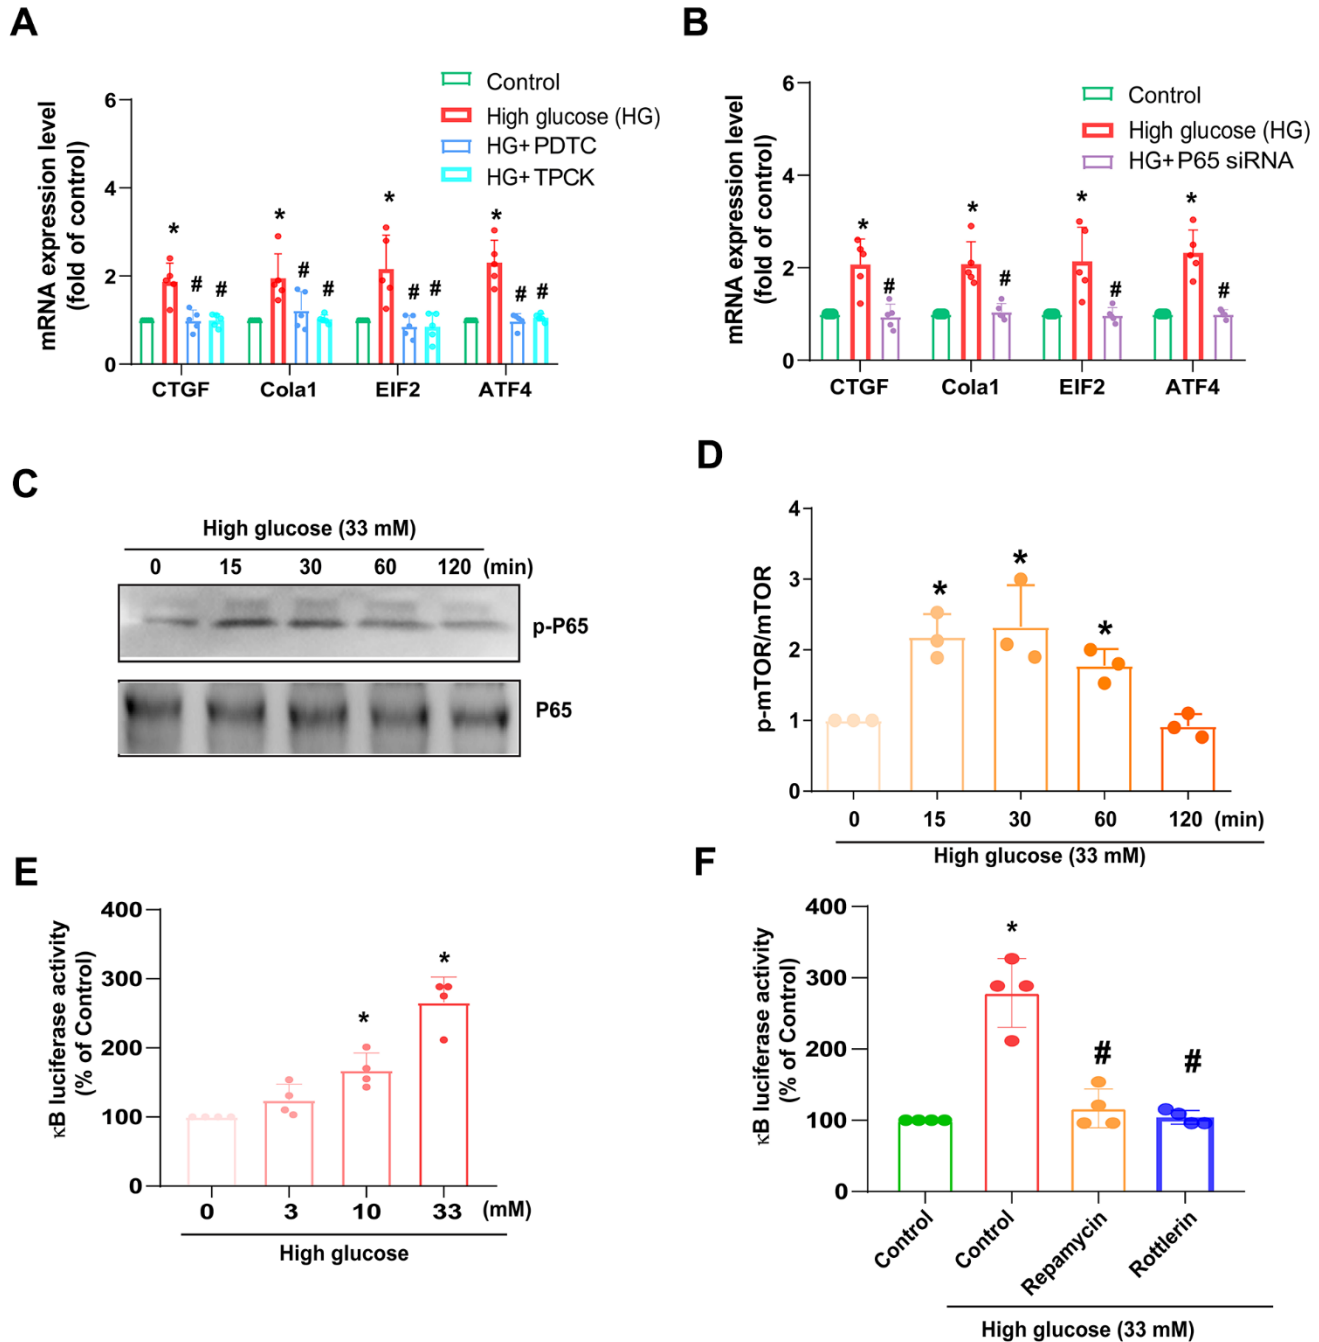 A
Control
High glucose (HG)
HG+PDTC
HG+TPCK
mRNA expression level
(fold of control)
6
4
2
0
* # #
* # #
* # #
* # #
CTGF Cola1 EIF2 ATF4
B
Control
High glucose (HG)
HG+P65 siRNA
mRNA expression level
(fold of control)
6
4
2
0
* #
* #
* #
* #
CTGF Cola1 EIF2 ATF4
C
High glucose (33 mM)
0 15 30 60 120 (min)
p-P65
P65
D
p-mTOR/mTOR
4
3
2
1
0
* * *
0 15 30 60 120 (min)
High glucose (33 mM)
E
κB luciferase activity
(% of Control)
400
300
200
100
0
* *
0 3 10 33 (mM)
High glucose
F
κB luciferase activity
(% of Control)
400
300
200
100
0
* # #
Control Control Repamycin Rottlerin
High glucose (33 mM)